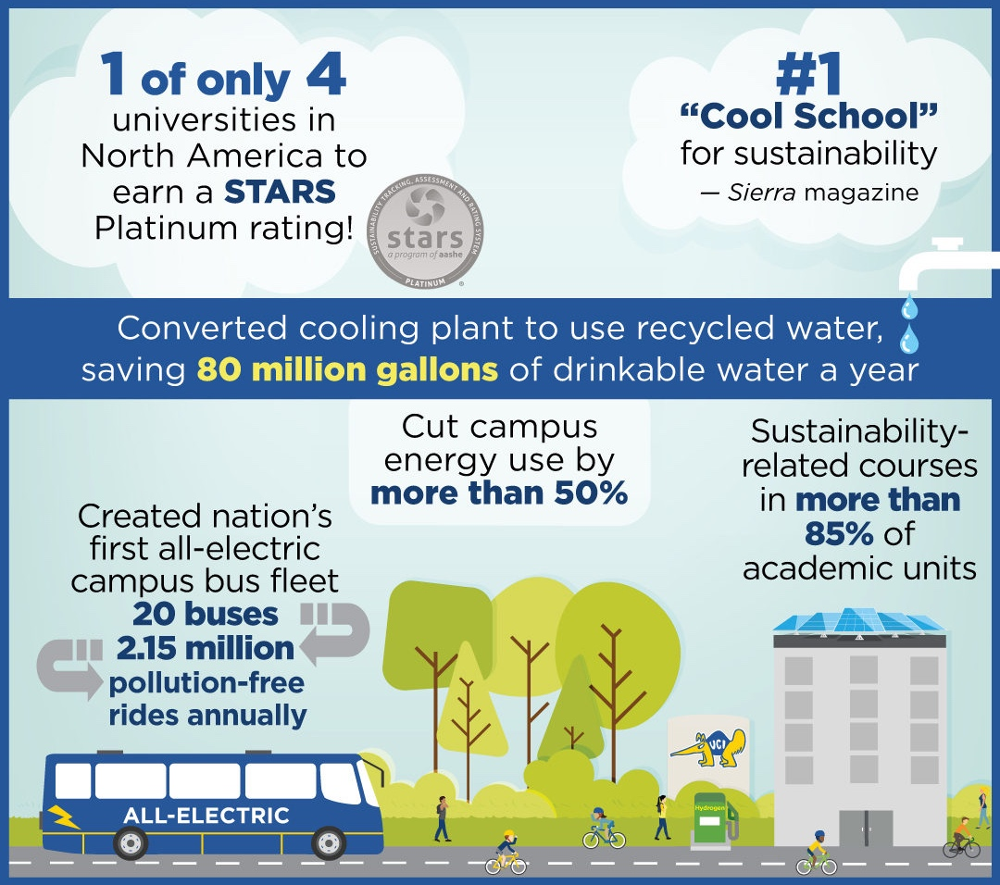 1 of only 4
universities in
North America to
earn a STARS
Platinum rating!
SUSTAINABILITY TRACKING, ASSESSMENT AND RATING SYSTEM
stars
a program of aashe
PLATINUM
®
#1
“Cool School”
for sustainability
— Sierra magazine
Converted cooling plant to use recycled water,
saving 80 million gallons of drinkable water a year
Cut campus
energy use by
more than 50%
Sustainability-
related courses
in more than
85% of
academic units
Created nation’s
first all-electric
campus bus fleet
20 buses
2.15 million
pollution-free
rides annually
ALL-ELECTRIC
UCI
Hydrogen